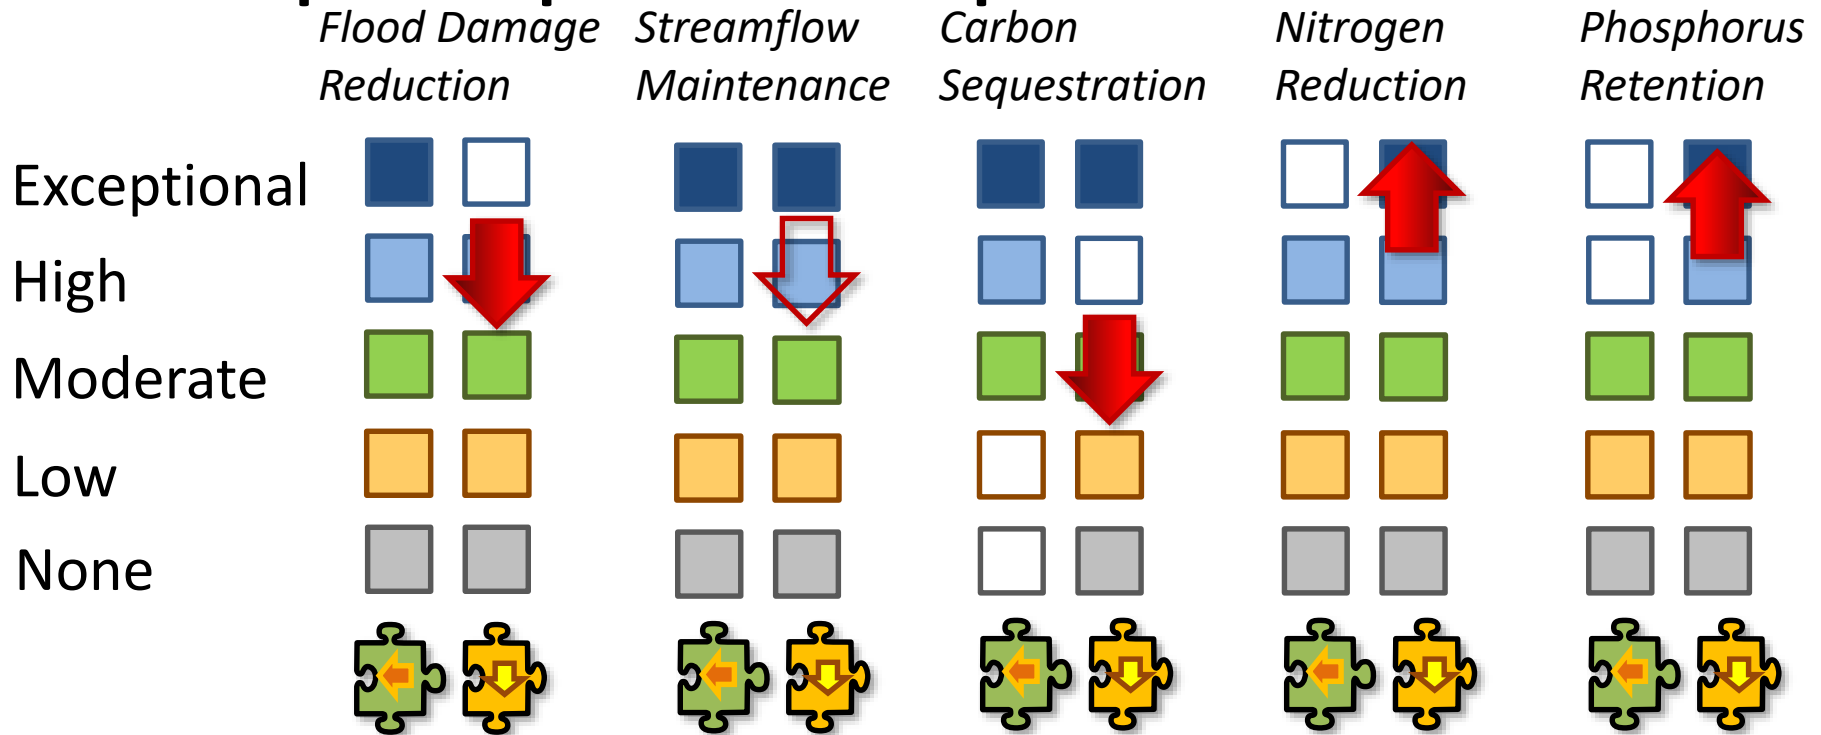 Flood Damage Streamflow Carbon Nitrogen Phosphorus
Reduction Maintenance Sequestration Reduction Retention
Exceptional
High
Moderate
Low
None